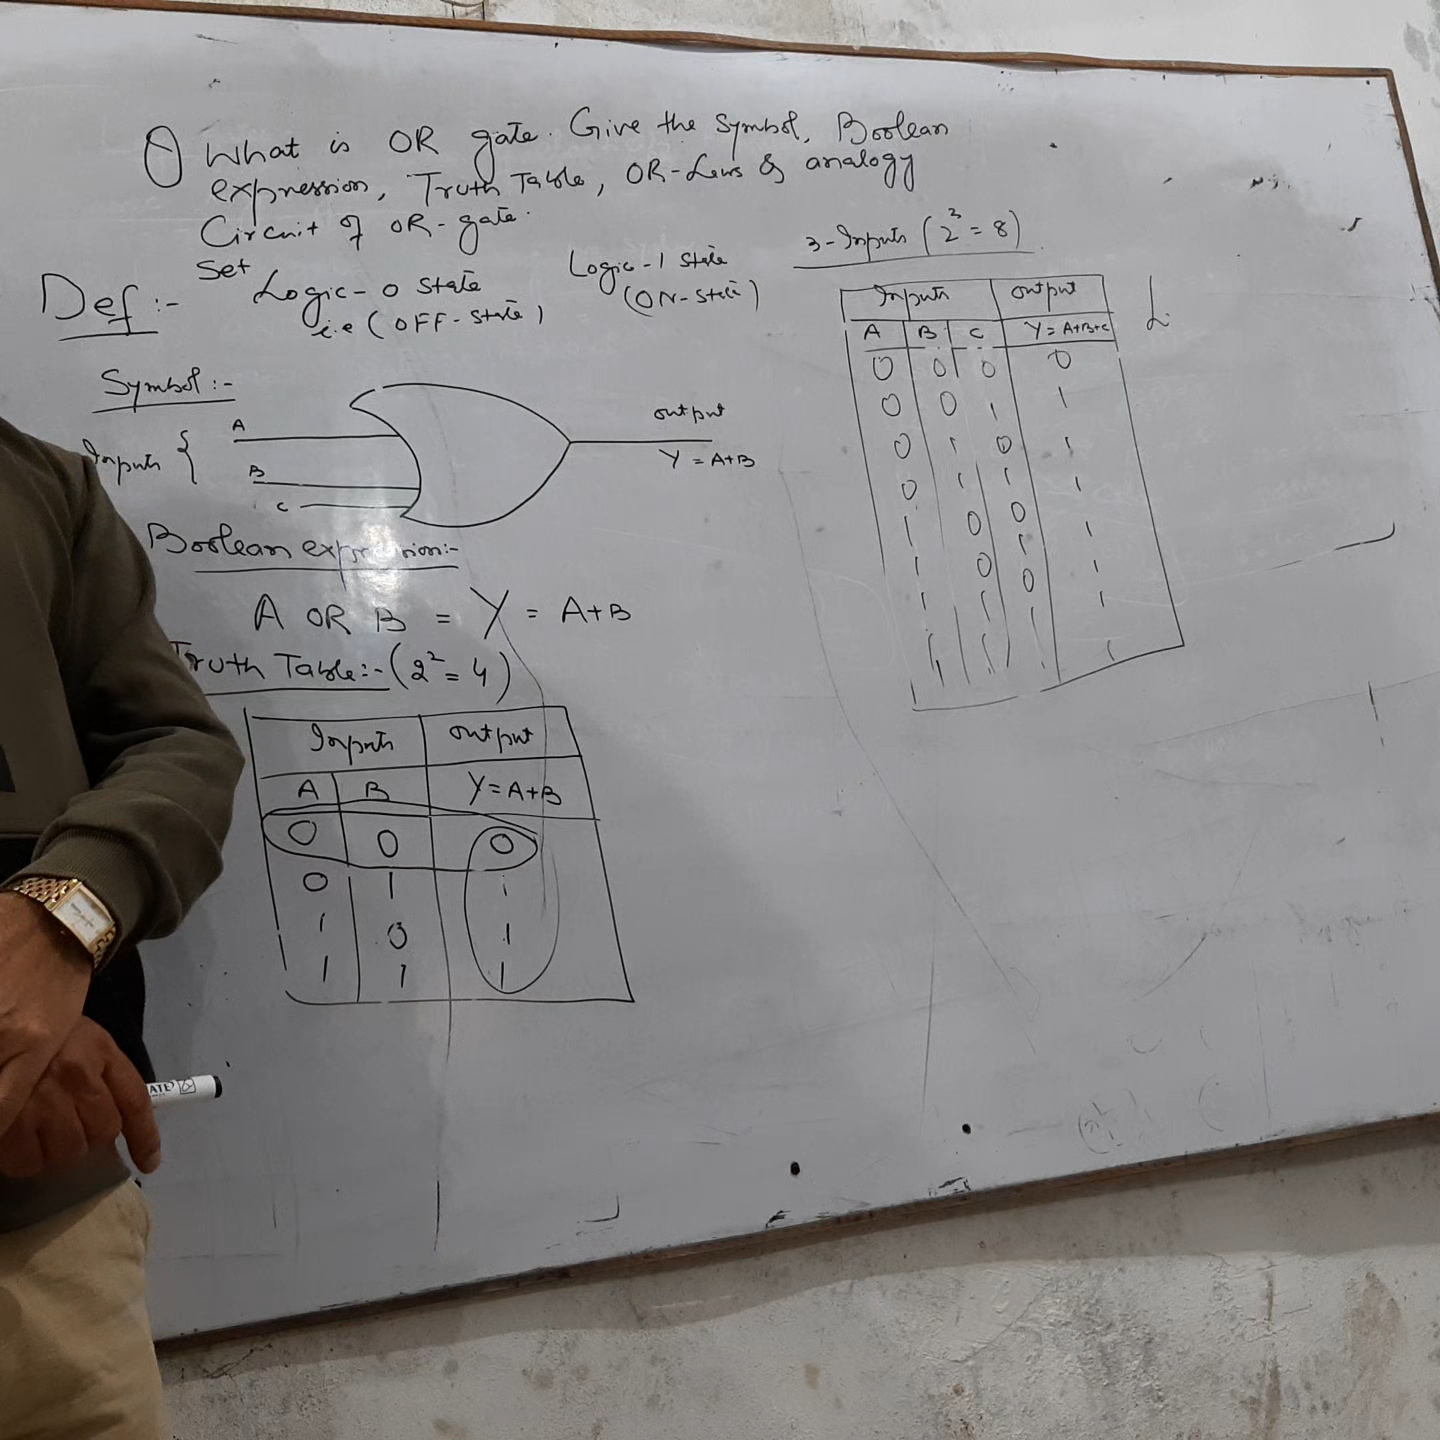 Q What is OR gate. Give the Symbol, Boolean
expression, Truth Table, OR-Laws & analogy
Circuit of OR-gate.
Set
Def:- Logic-0 state Logic-1 state
i.e (OFF-state) (ON-state)
Symbol:-
Inputs { A
B
C
output
Y = A+B
Boolean expression:-
A OR B = Y = A+B
Truth Table:- (2² = 4)
Inputs output
A B Y=A+B
0 0 0
0 1 1
1 0 1
1 1 1
3-Inputs (2³ = 8)
Inputs output
A B C Y=A+B+C
0 0 0 0
0 0 1 1
0 1 0 1
0 1 1 1
1 0 0 1
1 0 1 1
1 1 0 1
1 1 1 1